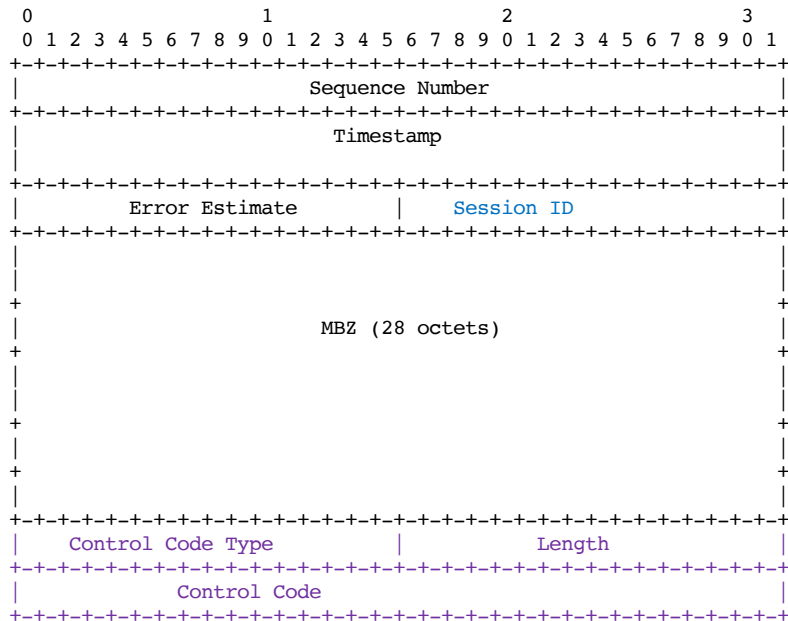 0                   1                   2                   3
0 1 2 3 4 5 6 7 8 9 0 1 2 3 4 5 6 7 8 9 0 1 2 3 4 5 6 7 8 9 0 1
+-+-+-+-+-+-+-+-+-+-+-+-+-+-+-+-+-+-+-+-+-+-+-+-+-+-+-+-+-+-+-+-+
|                        Sequence Number                        |
+-+-+-+-+-+-+-+-+-+-+-+-+-+-+-+-+-+-+-+-+-+-+-+-+-+-+-+-+-+-+-+-+
|                          Timestamp                            |
|                                                               |
+-+-+-+-+-+-+-+-+-+-+-+-+-+-+-+-+-+-+-+-+-+-+-+-+-+-+-+-+-+-+-+-+
|         Error Estimate        |    Session ID                 |
+-+-+-+-+-+-+-+-+-+-+-+-+-+-+-+-+-+-+-+-+-+-+-+-+-+-+-+-+-+-+-+-+
|                                                               |
|                                                               |
+                                                               +
|                         MBZ (28 octets)                       |
+                                                               +
|                                                               |
|                                                               |
+                                                               +
|                                                               |
+                                                               +
|                                                               |
+-+-+-+-+-+-+-+-+-+-+-+-+-+-+-+-+-+-+-+-+-+-+-+-+-+-+-+-+-+-+-+-+
|    Control Code Type          |           Length              |
+-+-+-+-+-+-+-+-+-+-+-+-+-+-+-+-+-+-+-+-+-+-+-+-+-+-+-+-+-+-+-+-+
|             Control Code                                      |
+-+-+-+-+-+-+-+-+-+-+-+-+-+-+-+-+-+-+-+-+-+-+-+-+-+-+-+-+-+-+-+-+